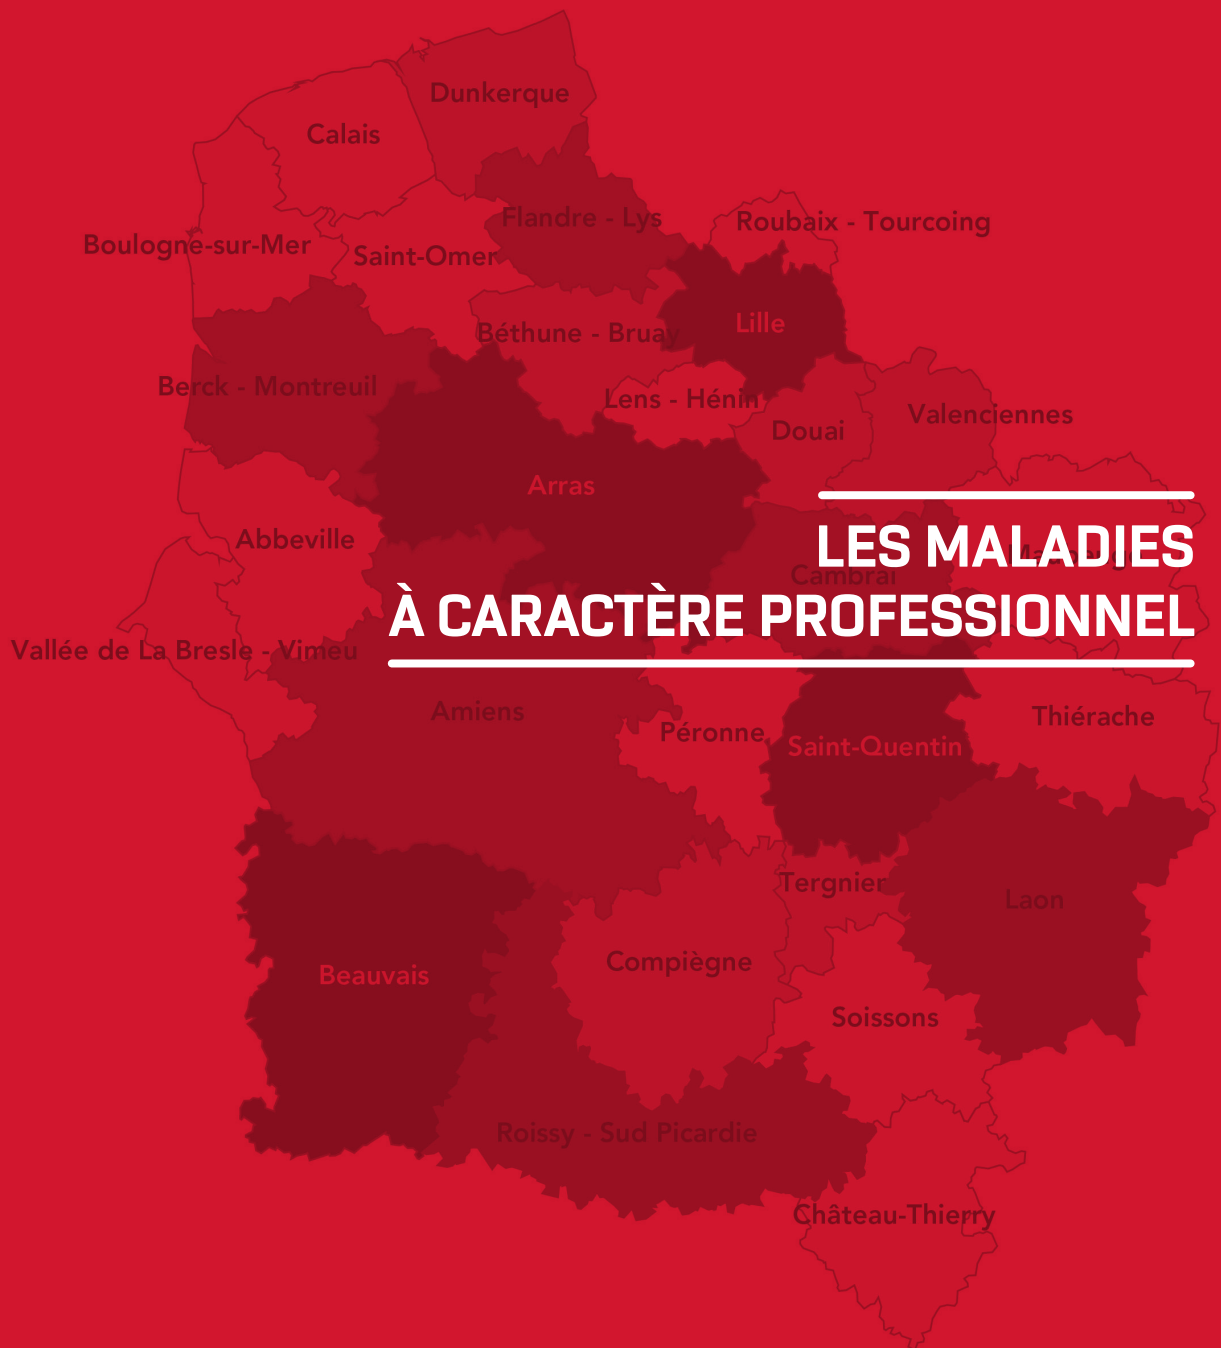 Dunkerque
Calais
Flandre - Lys
Roubaix - Tourcoing
Boulogne-sur-Mer
Saint-Omer
Lille
Béthune - Bruay
Berck - Montreuil
Lens - Hénin
Valenciennes
Douai
Arras
Abbeville
LES MALADIES
Maubeuge
Cambrai
À CARACTÈRE PROFESSIONNEL
Vallée de La Bresle - Vimeu
Amiens
Thiérache
Péronne
Saint-Quentin
Tergnier
Laon
Compiègne
Beauvais
Soissons
Roissy - Sud Picardie
Château-Thierry